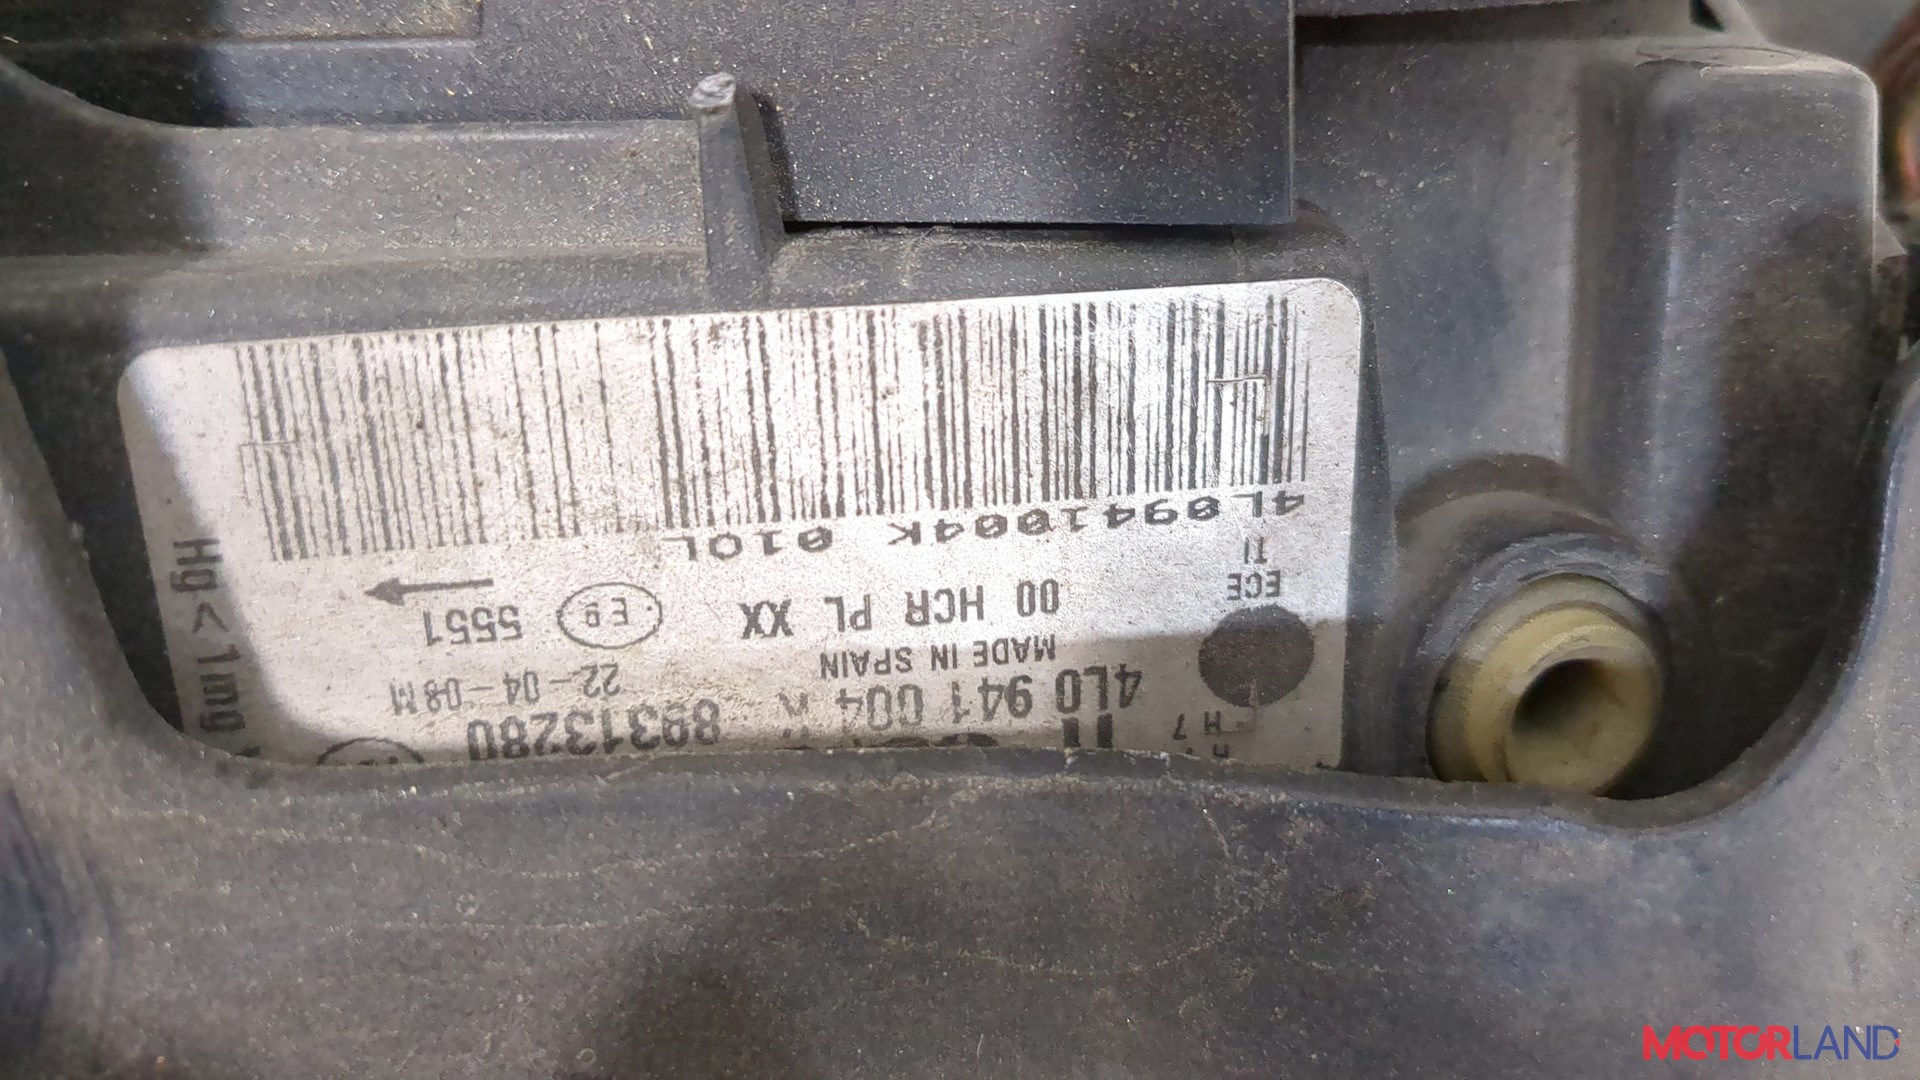 89313280
4L0 941 004 K
22-04-08M
MADE IN SPAIN
5551
E9
00 HCR PL XX
H7
ECE
TI
4L0941004K 010L
Hg<1mg
MOTORLAND